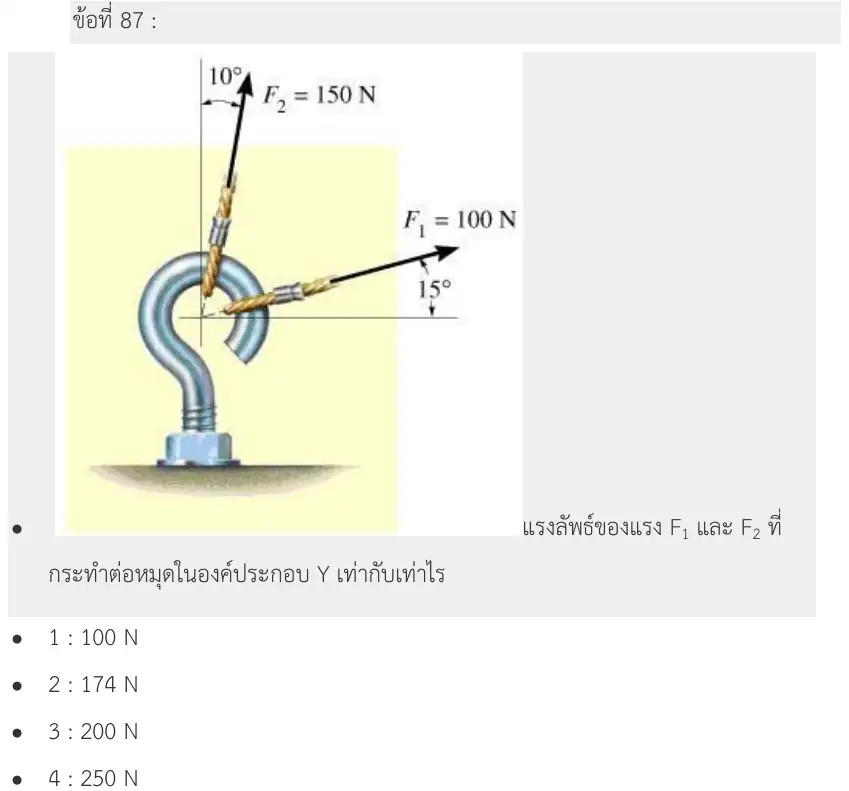 ข้อที่ 87 :
10°
F₂ = 150 N
F₁ = 100 N
15°
แรงลัพธ์ของแรง F₁ และ F₂ ที่
กระทำต่อหมุดในองค์ประกอบ Y เท่ากับเท่าไร
1 : 100 N
2 : 174 N
3 : 200 N
4 : 250 N